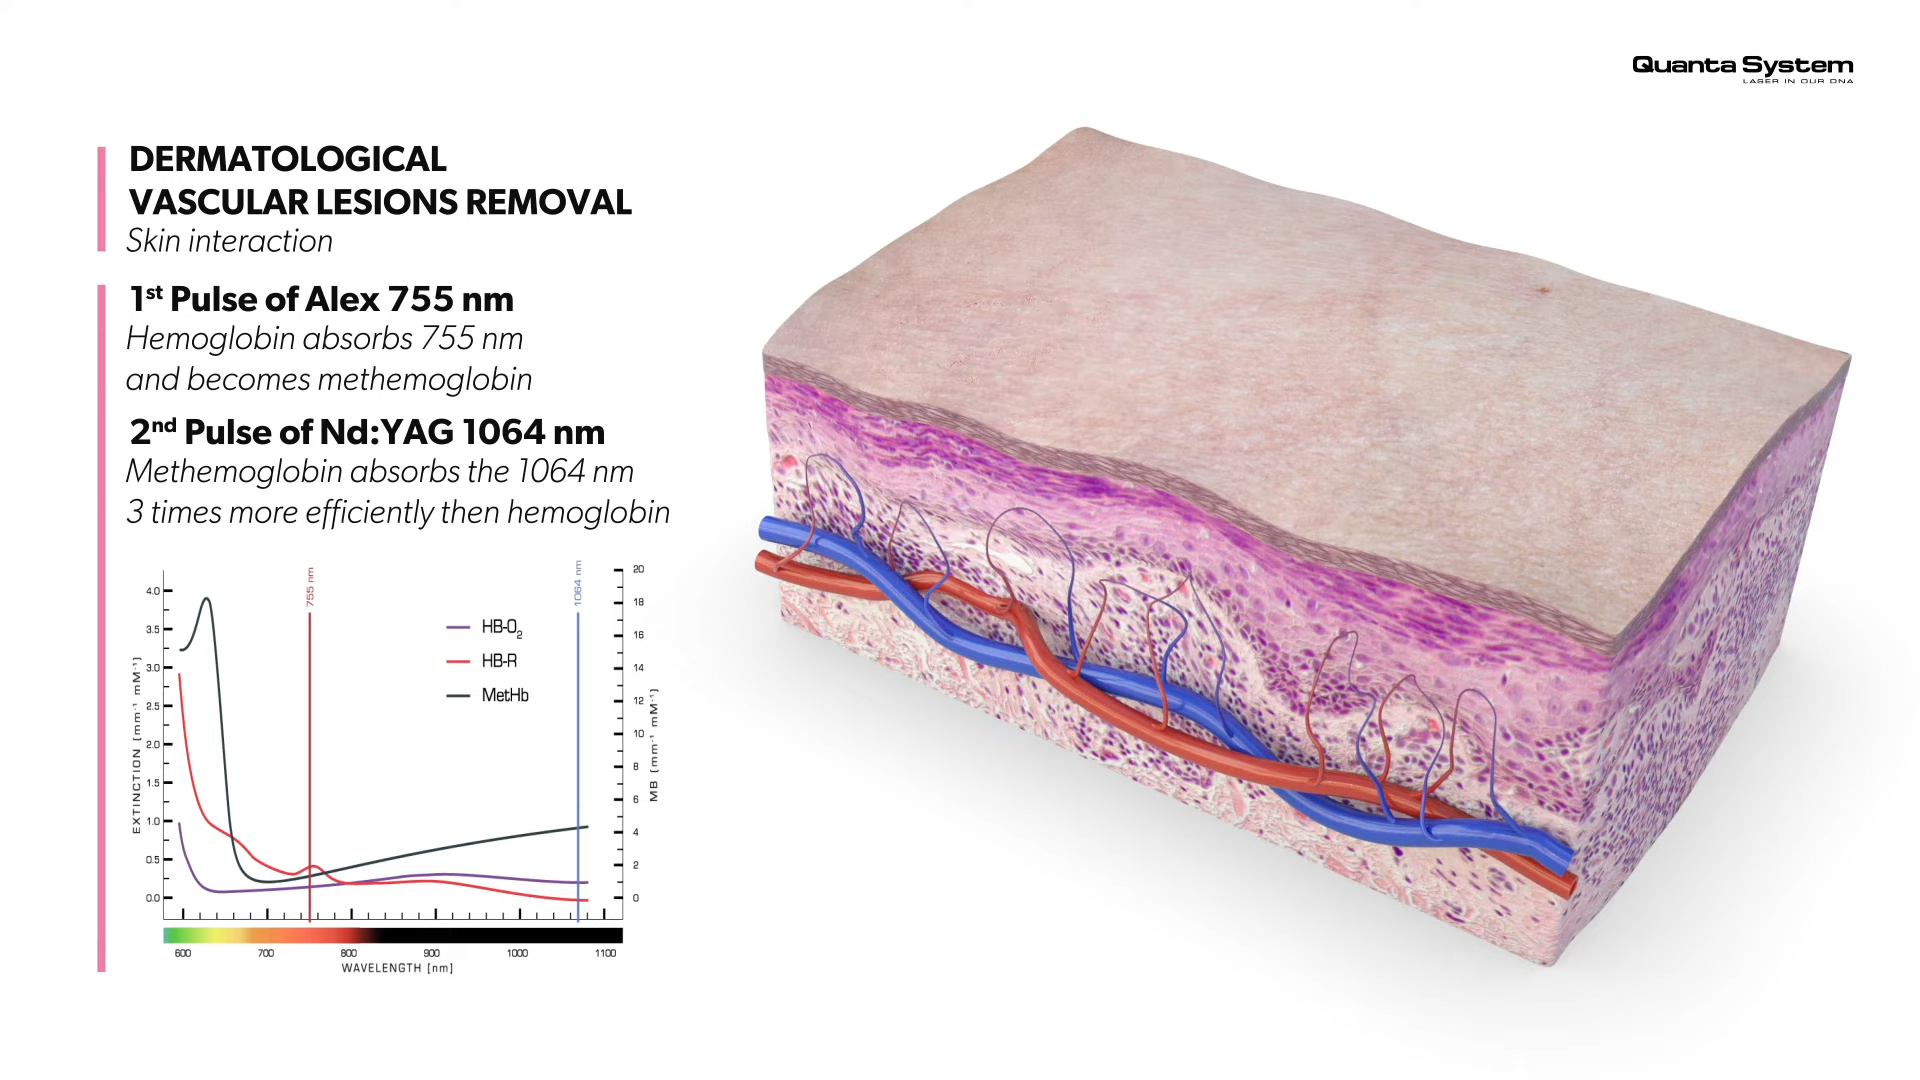 Quanta System
LASER IN OUR DNA
DERMATOLOGICAL
VASCULAR LESIONS REMOVAL
Skin interaction
1st Pulse of Alex 755 nm
Hemoglobin absorbs 755 nm
and becomes methemoglobin
2nd Pulse of Nd:YAG 1064 nm
Methemoglobin absorbs the 1064 nm
3 times more efficiently then hemoglobin
755 nm
1064 nm
HB-O2
HB-R
MetHb
EXTINCTION [mm-1 mM-1]
4.0
3.5
3.0
2.5
2.0
1.5
1.0
0.5
0.0
20
18
16
14
12
10
8
6
4
2
0
MB [mm-1 mM-1]
600 700 800 900 1000 1100
WAVELENGTH [nm]